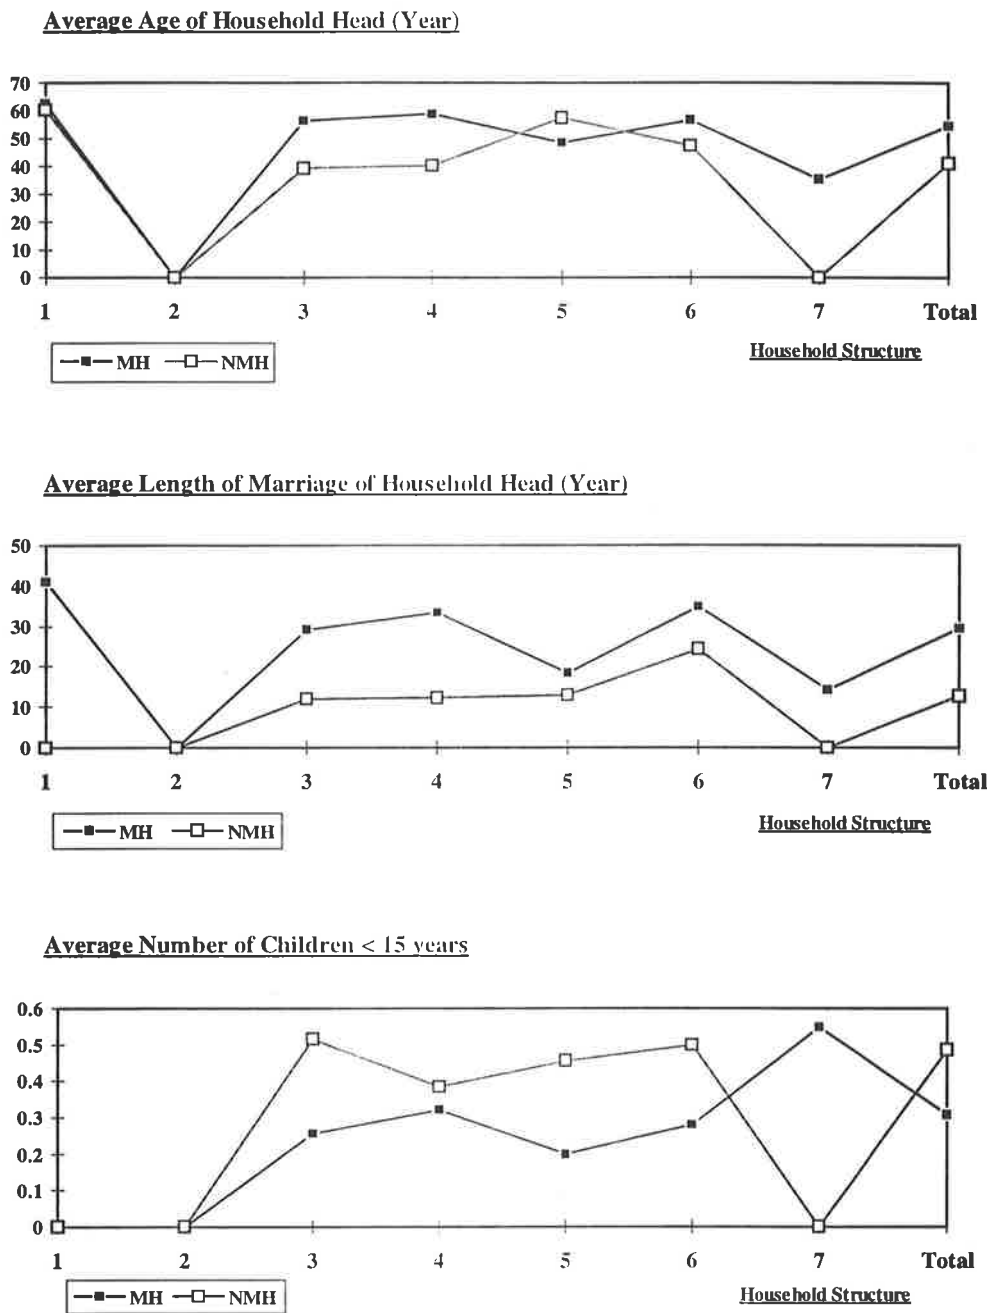 Average Age of Household Head (Year)
70
60
50
40
30
20
10
0
1 2 3 4 5 6 7 Total
MH NMH
Household Structure
Average Length of Marriage of Household Head (Year)
50
40
30
20
10
0
1 2 3 4 5 6 7 Total
MH NMH
Household Structure
Average Number of Children < 15 years
0.6
0.5
0.4
0.3
0.2
0.1
0
1 2 3 4 5 6 7 Total
MH NMH
Household Structure